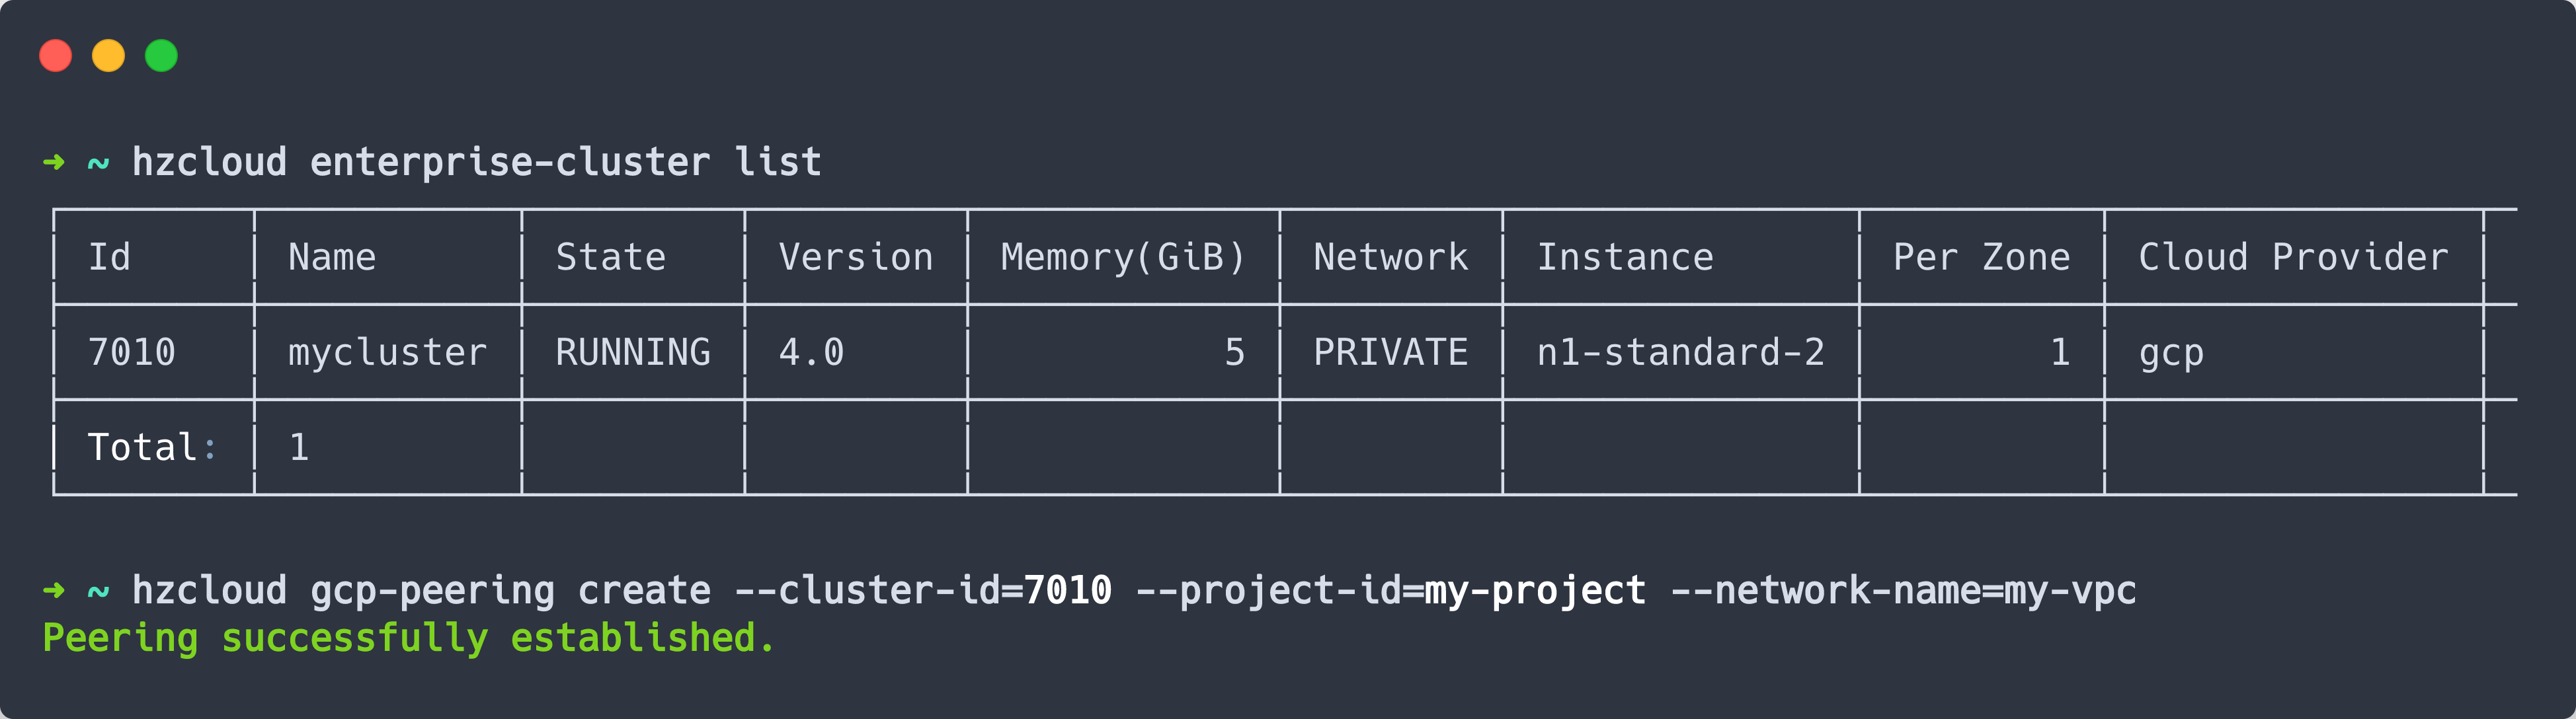 ➜ ~ hzcloud enterprise-cluster list
Id Name State Version Memory(GiB) Network Instance Per Zone Cloud Provider
7010 mycluster RUNNING 4.0 5 PRIVATE n1-standard-2 1 gcp
Total: 1
➜ ~ hzcloud gcp-peering create --cluster-id=7010 --project-id=my-project --network-name=my-vpc
Peering successfully established.